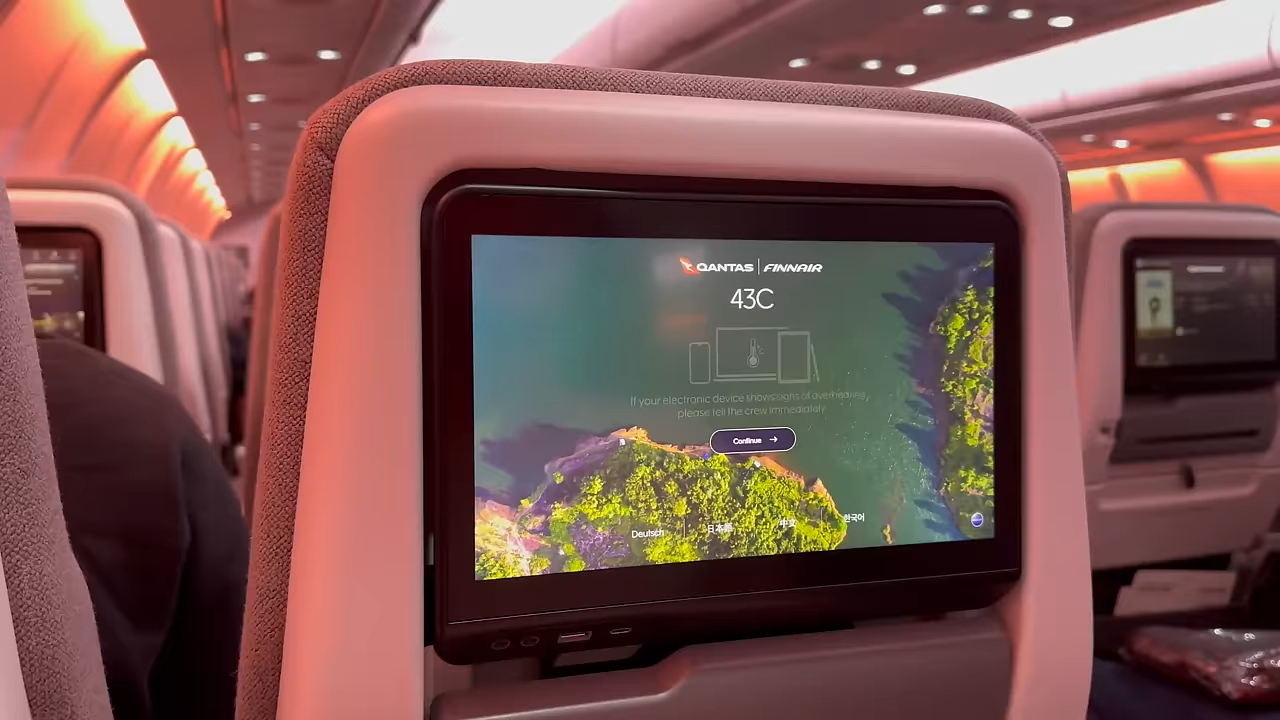 QANTAS | FINNAIR
43C
If your electronic device shows signs of overheating,
please tell the crew immediately
Continue →
Deutsch 日本語 中文 한국어